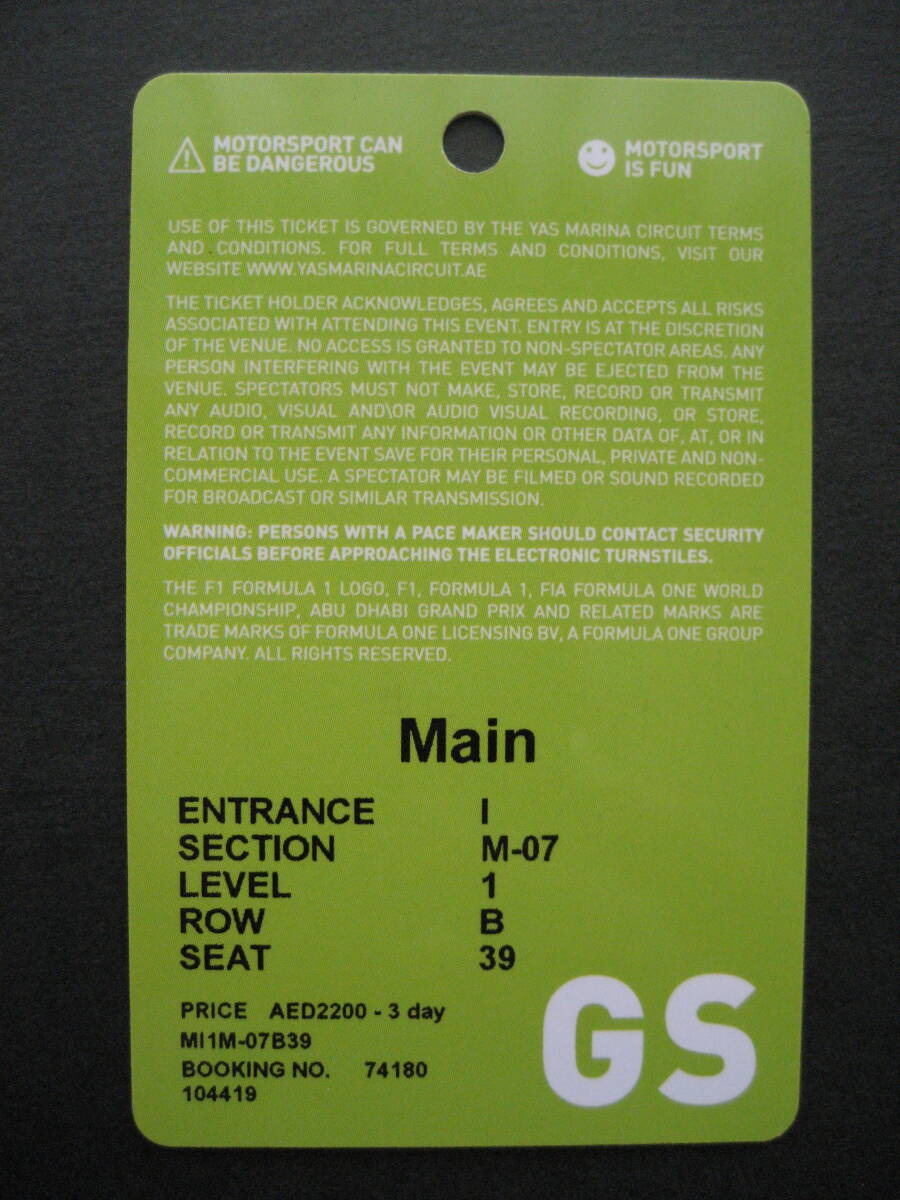 MOTORSPORT CAN
BE DANGEROUS
MOTORSPORT
IS FUN
USE OF THIS TICKET IS GOVERNED BY THE YAS MARINA CIRCUIT TERMS
AND CONDITIONS. FOR FULL TERMS AND CONDITIONS, VISIT OUR
WEBSITE WWW.YASMARINACIRCUIT.AE
THE TICKET HOLDER ACKNOWLEDGES, AGREES AND ACCEPTS ALL RISKS
ASSOCIATED WITH ATTENDING THIS EVENT. ENTRY IS AT THE DISCRETION
OF THE VENUE. NO ACCESS IS GRANTED TO NON-SPECTATOR AREAS. ANY
PERSON INTERFERING WITH THE EVENT MAY BE EJECTED FROM THE
VENUE. SPECTATORS MUST NOT MAKE, STORE, RECORD OR TRANSMIT
ANY AUDIO, VISUAL AND\OR AUDIO VISUAL RECORDING, OR STORE,
RECORD OR TRANSMIT ANY INFORMATION OR OTHER DATA OF, AT, OR IN
RELATION TO THE EVENT SAVE FOR THEIR PERSONAL, PRIVATE AND NON-
COMMERCIAL USE. A SPECTATOR MAY BE FILMED OR SOUND RECORDED
FOR BROADCAST OR SIMILAR TRANSMISSION.
WARNING: PERSONS WITH A PACE MAKER SHOULD CONTACT SECURITY
OFFICIALS BEFORE APPROACHING THE ELECTRONIC TURNSTILES.
THE F1 FORMULA 1 LOGO, F1, FORMULA 1, FIA FORMULA ONE WORLD
CHAMPIONSHIP, ABU DHABI GRAND PRIX AND RELATED MARKS ARE
TRADE MARKS OF FORMULA ONE LICENSING BV, A FORMULA ONE GROUP
COMPANY. ALL RIGHTS RESERVED.
Main
ENTRANCE I
SECTION M-07
LEVEL 1
ROW B
SEAT 39
PRICE AED2200 - 3 day
MI1M-07B39
BOOKING NO. 74180
104419
GS